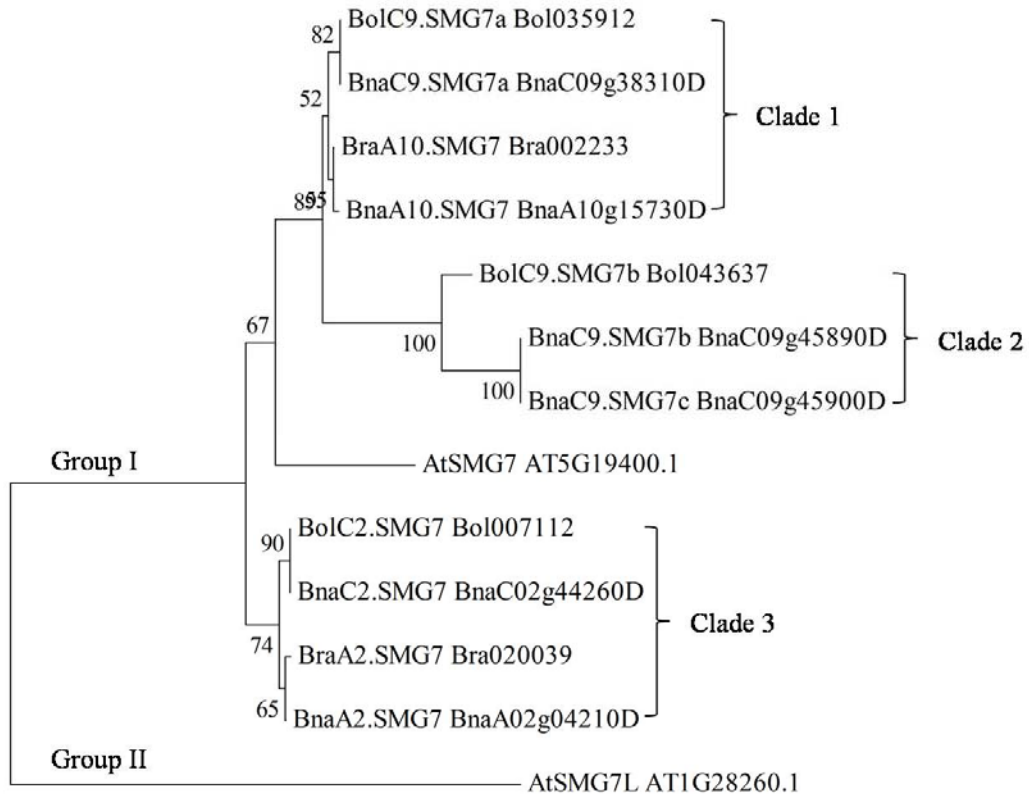 BolC9.SMG7a Bol035912
82
BnaC9.SMG7a BnaC09g38310D
52
Clade 1
BraA10.SMG7 Bra002233
BnaA10.SMG7 BnaA10g15730D
BolC9.SMG7b Bol043637
67
BnaC9.SMG7b BnaC09g45890D
100
Clade 2
100
BnaC9.SMG7c BnaC09g45900D
Group I
AtSMG7 AT5G19400.1
BolC2.SMG7 Bol007112
90
BnaC2.SMG7 BnaC02g44260D
Clade 3
74
BraA2.SMG7 Bra020039
65
BnaA2.SMG7 BnaA02g04210D
Group II
AtSMG7L AT1G28260.1